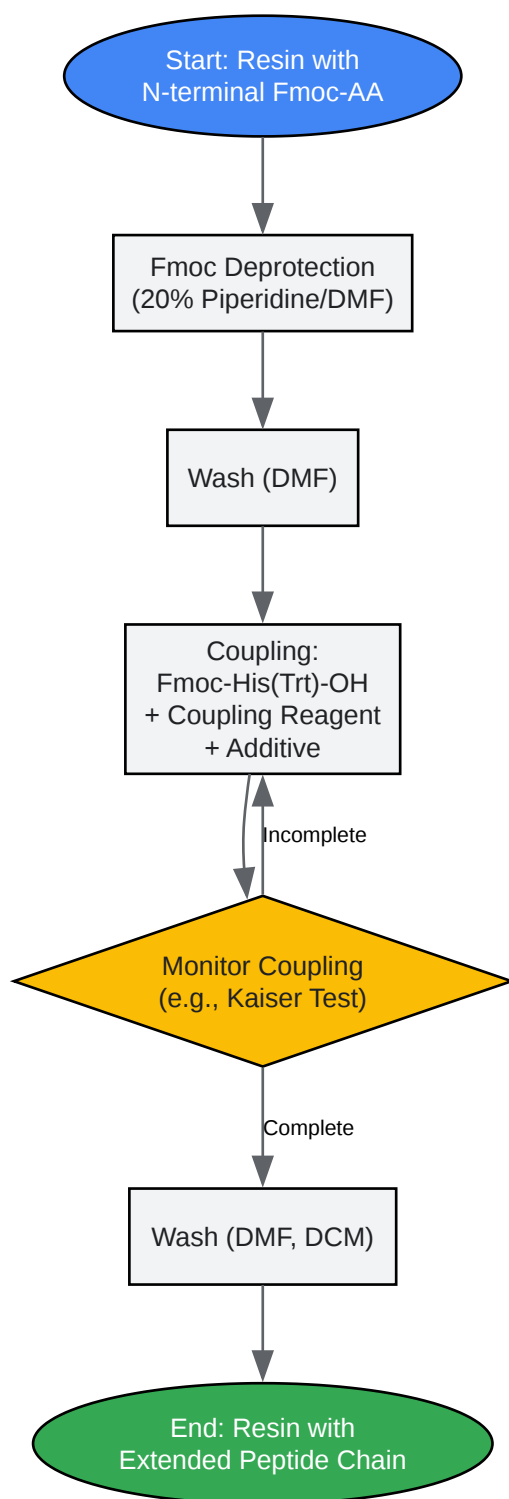 Start: Resin with
N-terminal Fmoc-AA
Fmoc Deprotection
(20% Piperidine/DMF)
Wash (DMF)
Coupling:
Fmoc-His(Trt)-OH
+ Coupling Reagent
+ Additive
Incomplete
Monitor Coupling
(e.g., Kaiser Test)
Complete
Wash (DMF, DCM)
End: Resin with
Extended Peptide Chain